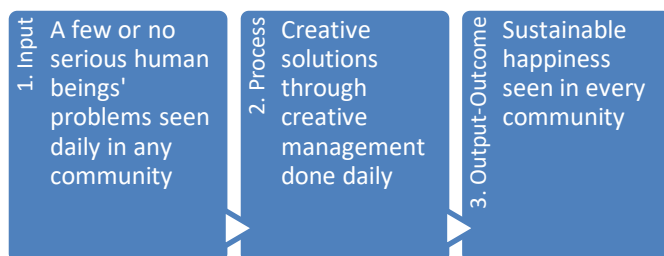 1. Input
A few or no
serious human
beings'
problems seen
daily in any
community
2. Process
Creative
solutions
through
creative
management
done daily
3. Output-Outcome
Sustainable
happiness
seen in every
community